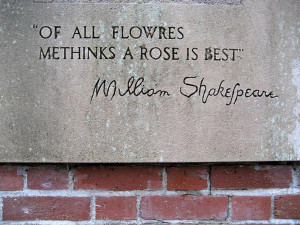 "OF ALL FLOWRES
METHINKS A ROSE IS BEST"
William Shakespeare